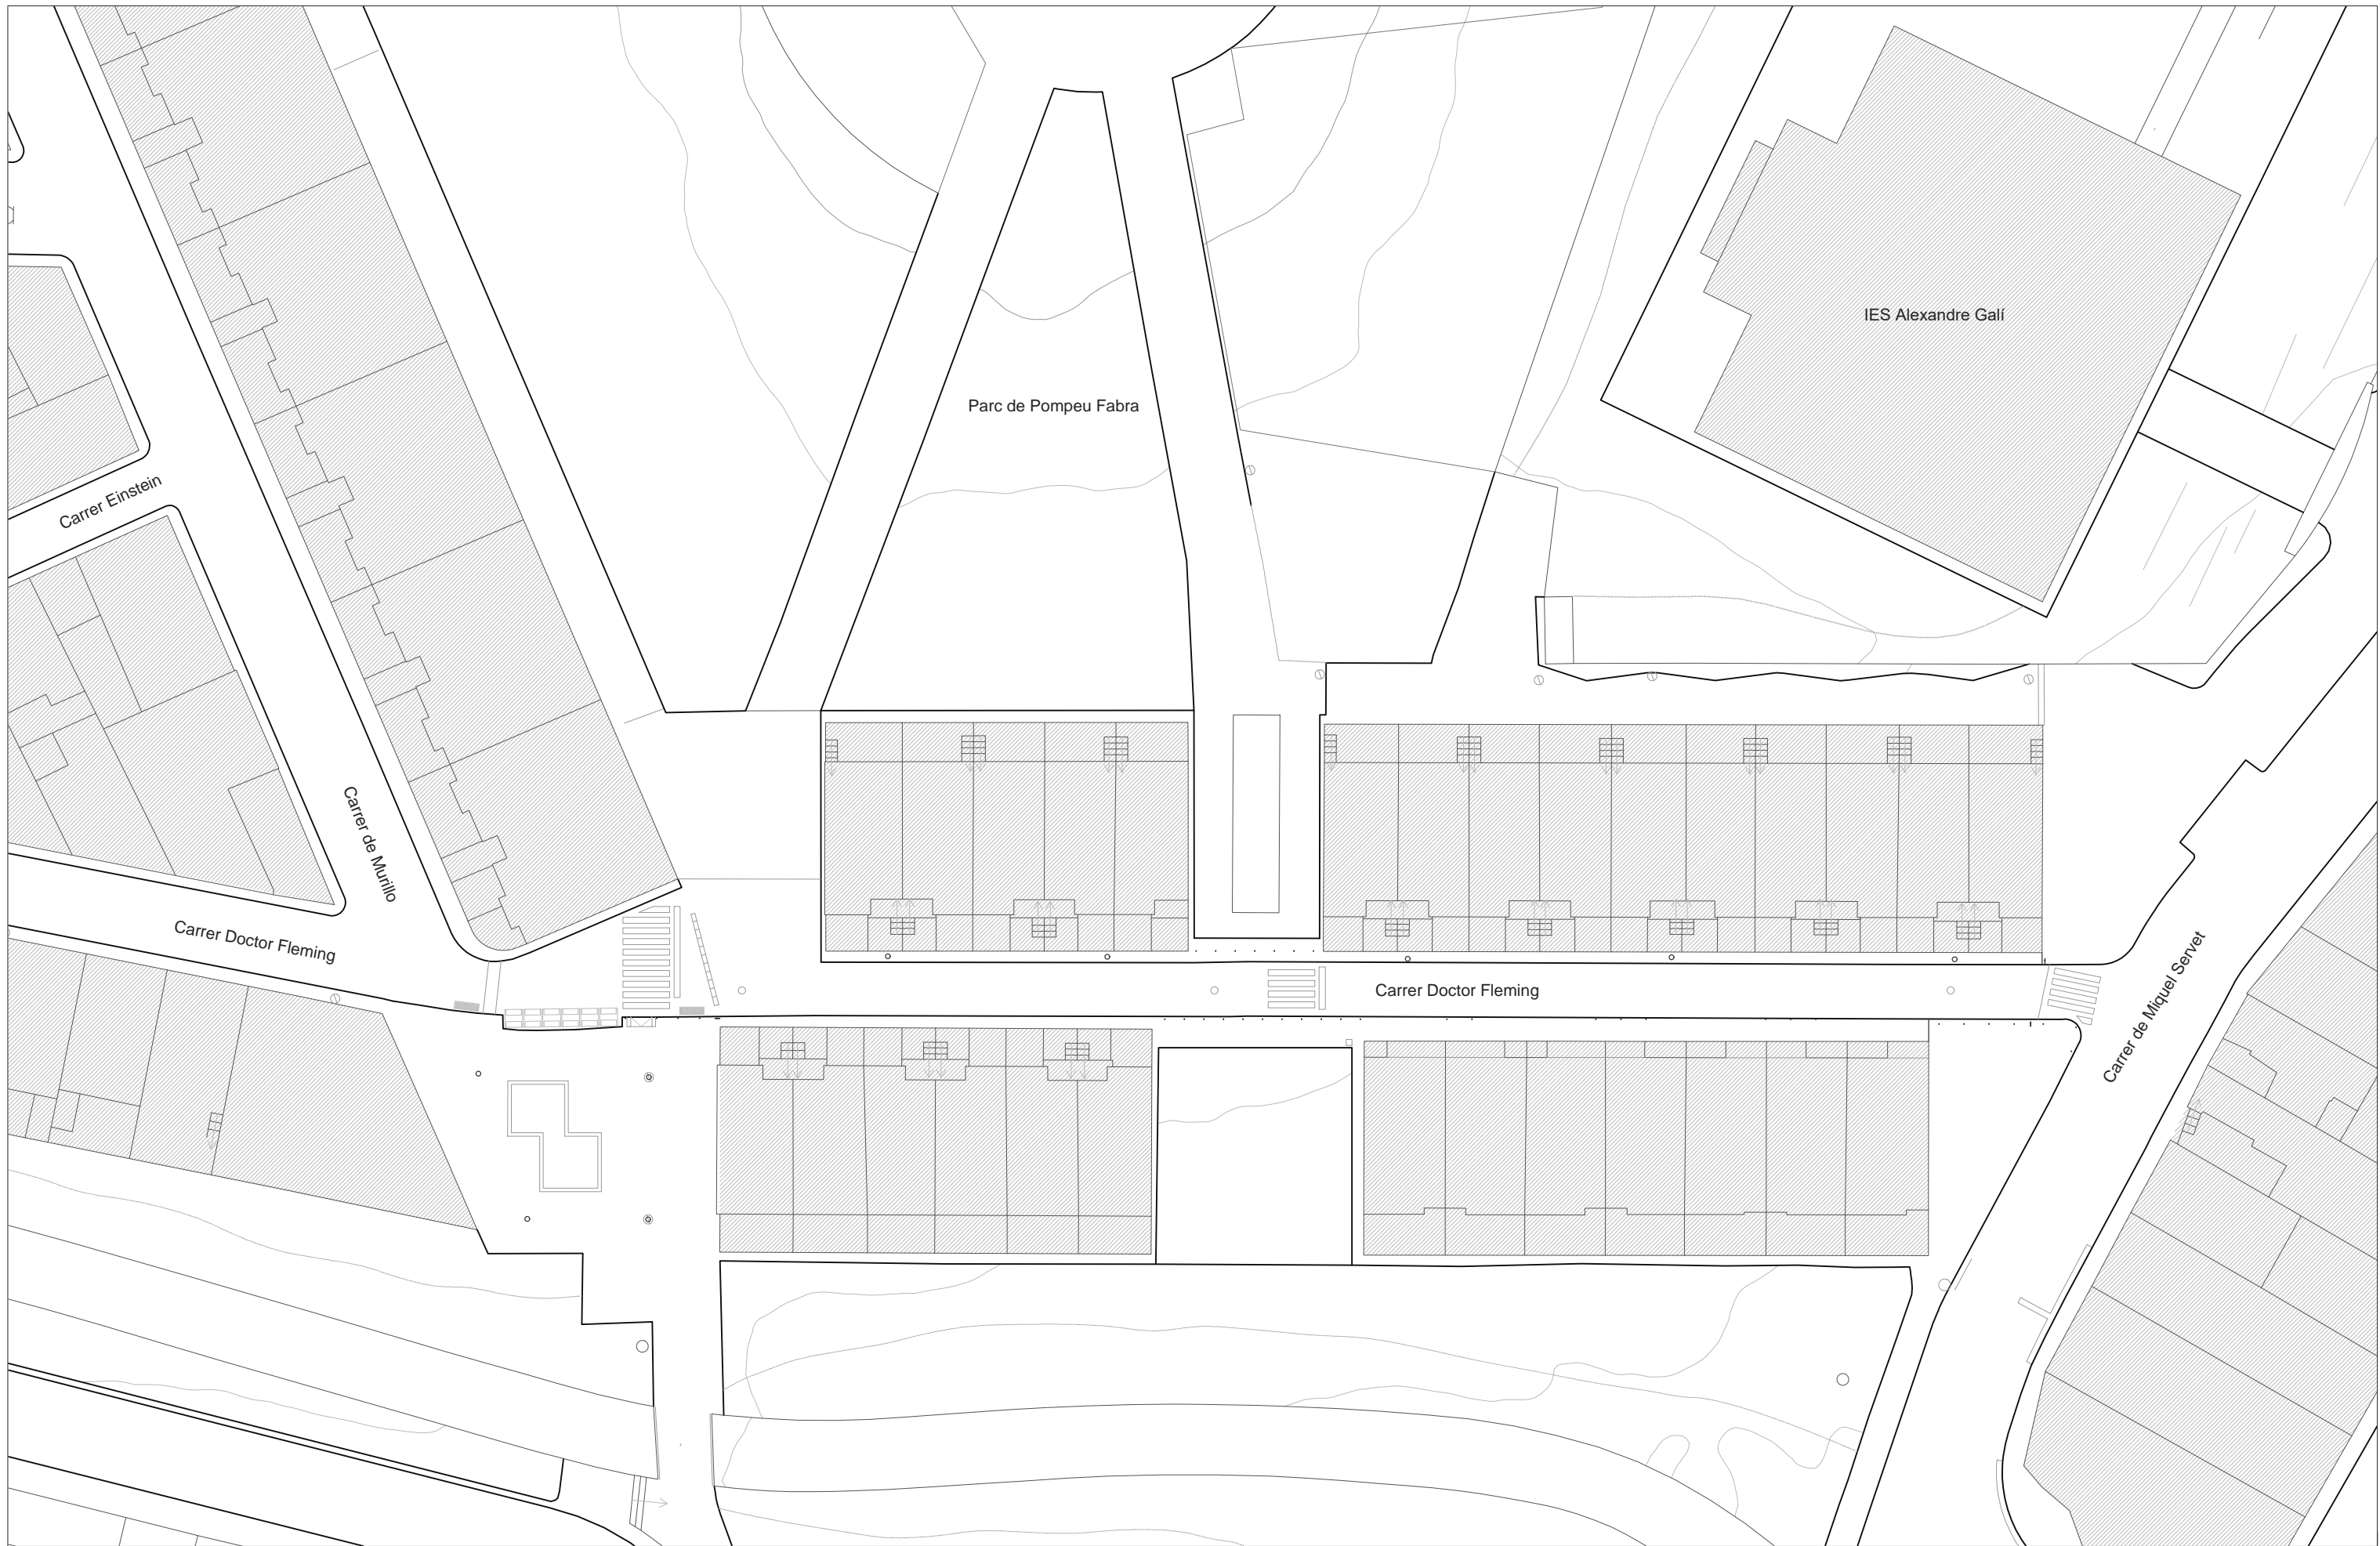 IES Alexandre Galí
Parc de Pompeu Fabra
Carrer Einstein
Carrer de Murillo
Carrer Doctor Fleming
Carrer Doctor Fleming
Carrer de Miquel Servet